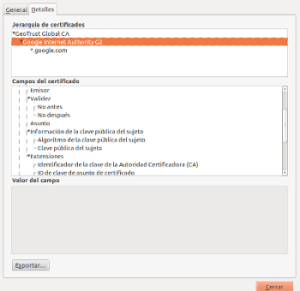 General Detalles
Jerarquía de certificados
GeoTrust Global CA
Google Internet Authority G2
*.google.com
Campos del certificado
Emisor
Validez
No antes
No después
Asunto
Información de la clave pública del sujeto
Algoritmo de la clave pública del sujeto
Clave pública del sujeto
Extensiones
Identificador de la clave de la Autoridad Certificadora (CA)
ID de clave de asunto de certificado
Valor del campo
Exportar...
Cerrar